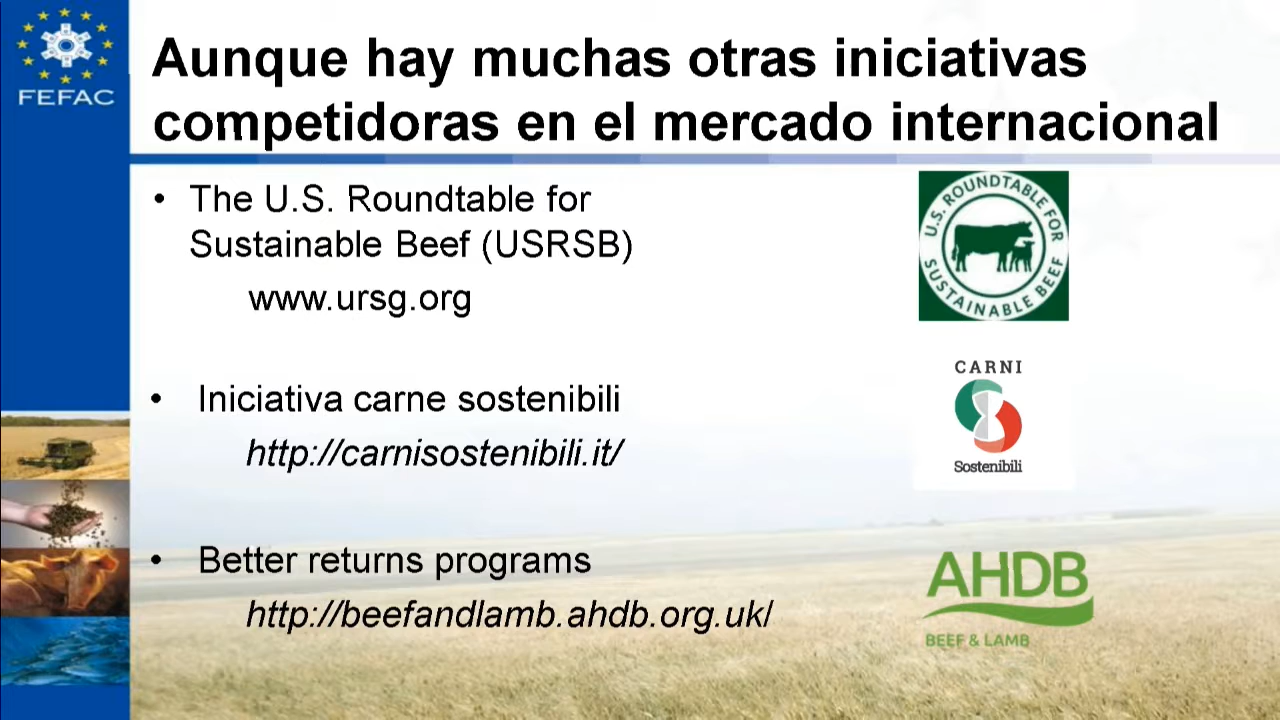 FEFAC
Aunque hay muchas otras iniciativas
competidoras en el mercado internacional
• The U.S. Roundtable for
Sustainable Beef (USRSB)
www.ursg.org
U.S. ROUNDTABLE FOR
SUSTAINABLE BEEF
• Iniciativa carne sostenibili
http://carnisostenibili.it/
CARNI
Sostenibili
• Better returns programs
http://beefandlamb.ahdb.org.uk/
AHDB
BEEF & LAMB